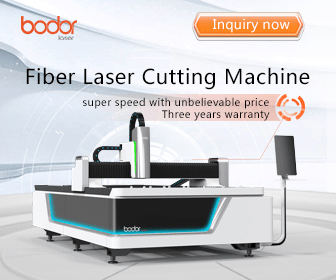 bodor
laser
Inquiry now
Fiber Laser Cutting Machine
super speed with unbelievable price
Three years warranty
bodor